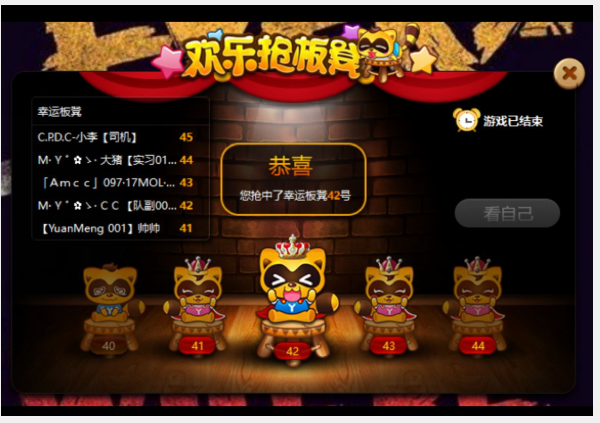 欢乐抢板凳
幸运板凳
C.P.D.C-小李【司机】 45
M· Y ﾟ ✿ ゝ· 大猪【实习01... 44
「A m c c」097·17MOL·... 43
M· Y ﾟ ✿ ゝ· C C 【队副00... 42
【YuanMeng 001】帅帅 41
恭喜
您抢中了幸运板凳42号
游戏已结束
看自己
Y Y Y Y Y
40 41 42 43 44